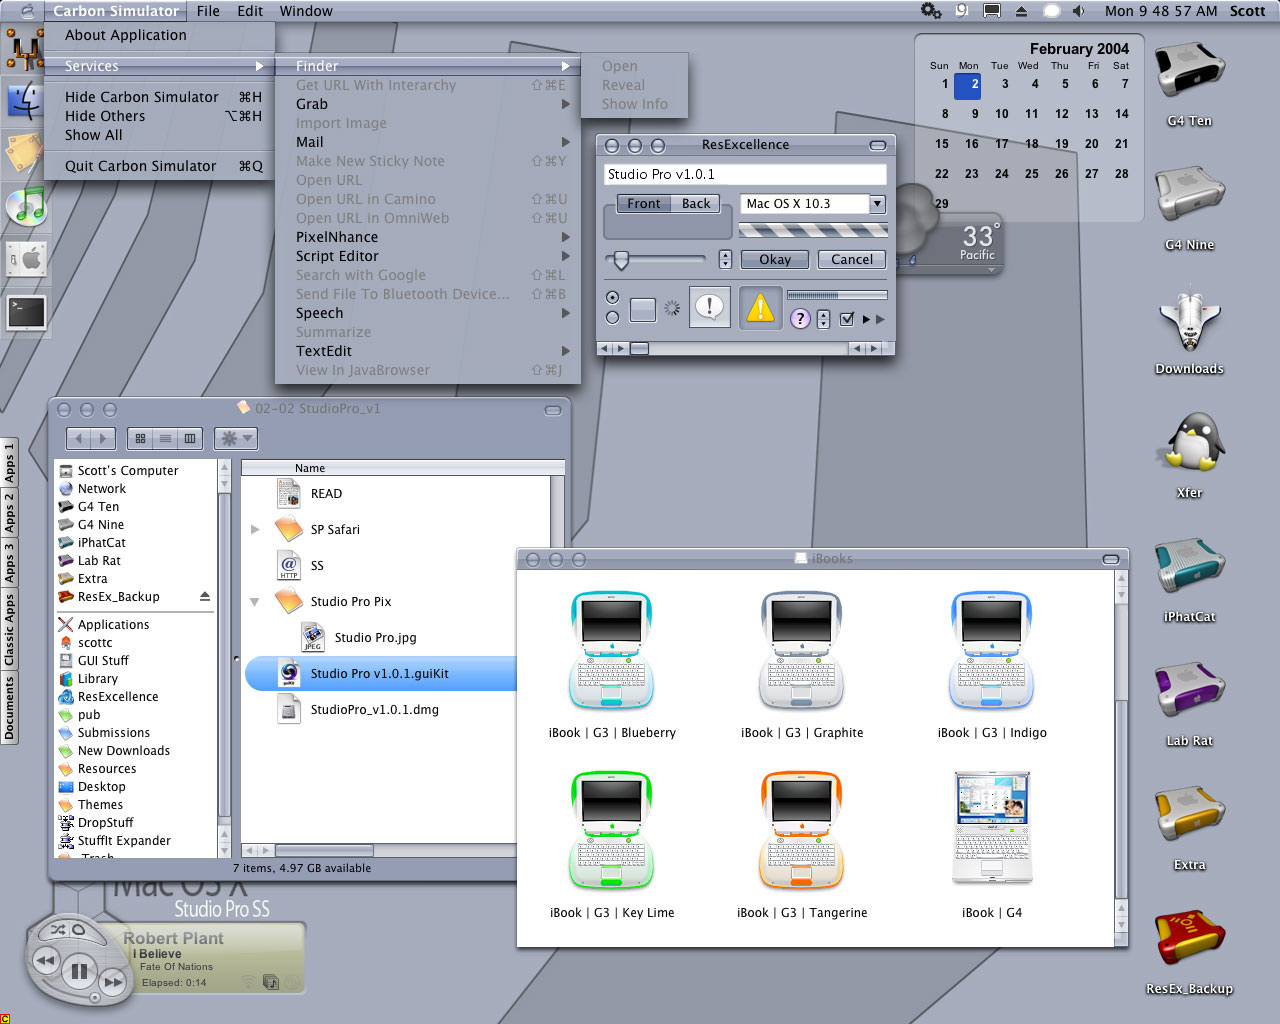 Carbon Simulator File Edit Window
Mon 9 48 57 AM Scott
About Application
Services
Hide Carbon Simulator ⌘H
Hide Others ⌥⌘H
Show All
Quit Carbon Simulator ⌘Q
Finder
Get URL With Interarchy ⇧⌘E
Grab
Import Image
Mail
Make New Sticky Note ⇧⌘Y
Open URL
Open URL in Camino ⇧⌘U
Open URL in OmniWeb ⇧⌘U
PixelNhance
Script Editor
Search with Google ⇧⌘L
Send File To Bluetooth Device... ⇧⌘B
Speech
Summarize
TextEdit
View In JavaBrowser ⇧⌘J
Open
Reveal
Show Info
ResExcellence
Studio Pro v1.0.1
Front Back
Mac OS X 10.3
Okay Cancel
February 2004
Sun Mon Tue Wed Thu Fri Sat
1 2 3 4 5 6 7
8 9 10 11 12 13 14
15 16 17 18 19 20 21
22 23 24 25 26 27 28
29
33°
Pacific
G4 Ten
G4 Nine
Downloads
Xfer
iPhatCat
Lab Rat
Extra
ResEx_Backup
Apps 1
Apps 2
Apps 3
Classic Apps
Documents
02-02 StudioPro_v1
Scott's Computer
Network
G4 Ten
G4 Nine
iPhatCat
Lab Rat
Extra
ResEx_Backup
Applications
scottc
GUI Stuff
Library
ResExcellence
pub
Submissions
New Downloads
Resources
Desktop
Themes
DropStuff
StuffIt Expander
Trash
Name
READ
SP Safari
HTTP
SS
Studio Pro Pix
JPEG
Studio Pro.jpg
guiKit
Studio Pro v1.0.1.guiKit
StudioPro_v1.0.1.dmg
7 items, 4.97 GB available
iBooks
iBook | G3 | Blueberry
iBook | G3 | Graphite
iBook | G3 | Indigo
iBook | G3 | Key Lime
iBook | G3 | Tangerine
iBook | G4
Mac OS X
Studio Pro SS
Robert Plant
I Believe
Fate Of Nations
Elapsed: 0:14
C